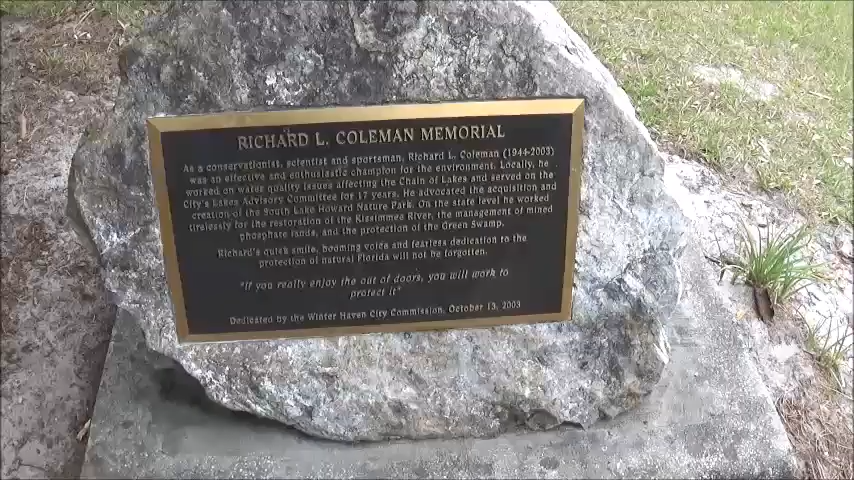 RICHARD L. COLEMAN MEMORIAL
As a conservationist, scientist and sportsman, Richard L. Coleman (1944-2003)
was an effective and enthusiastic champion for the environment. Locally, he
worked on water quality issues affecting the Chain of Lakes and served on the
City's Lakes Advisory Committee for 17 years. He advocated the acquisition and
creation of the South Lake Howard Nature Park. On the state level he worked
tirelessly for the restoration of the Kissimmee River, the management of mined
phosphate lands, and the protection of the Green Swamp.
Richard's quick smile, booming voice and fearless dedication to the
protection of natural Florida will not be forgotten.
"If you really enjoy the out of doors, you will work to
protect it"
Dedicated by the Winter Haven City Commission, October 13, 2003